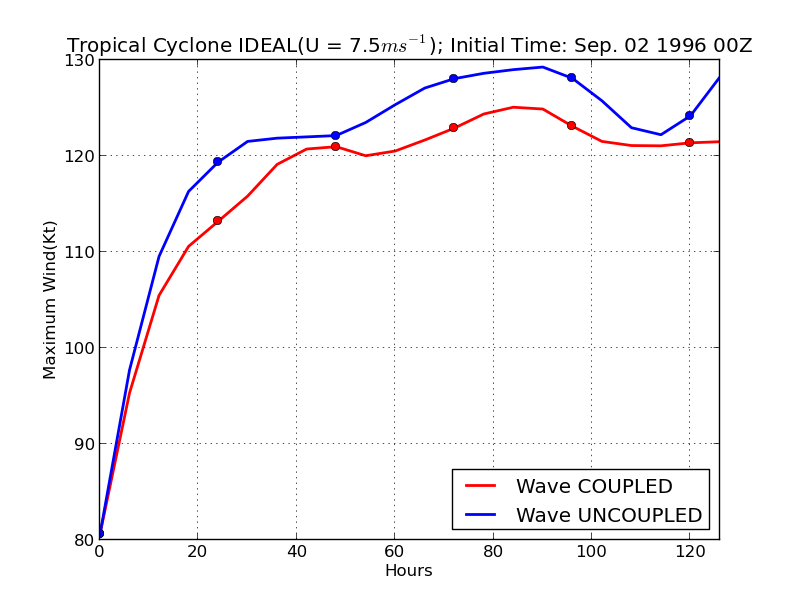 Tropical Cyclone IDEAL(U = 7.5ms⁻¹); Initial Time: Sep. 02 1996 00Z
130
120
110
100
90
80
Maximum Wind(Kt)
Wave COUPLED
Wave UNCOUPLED
0 20 40 60 80 100 120
Hours